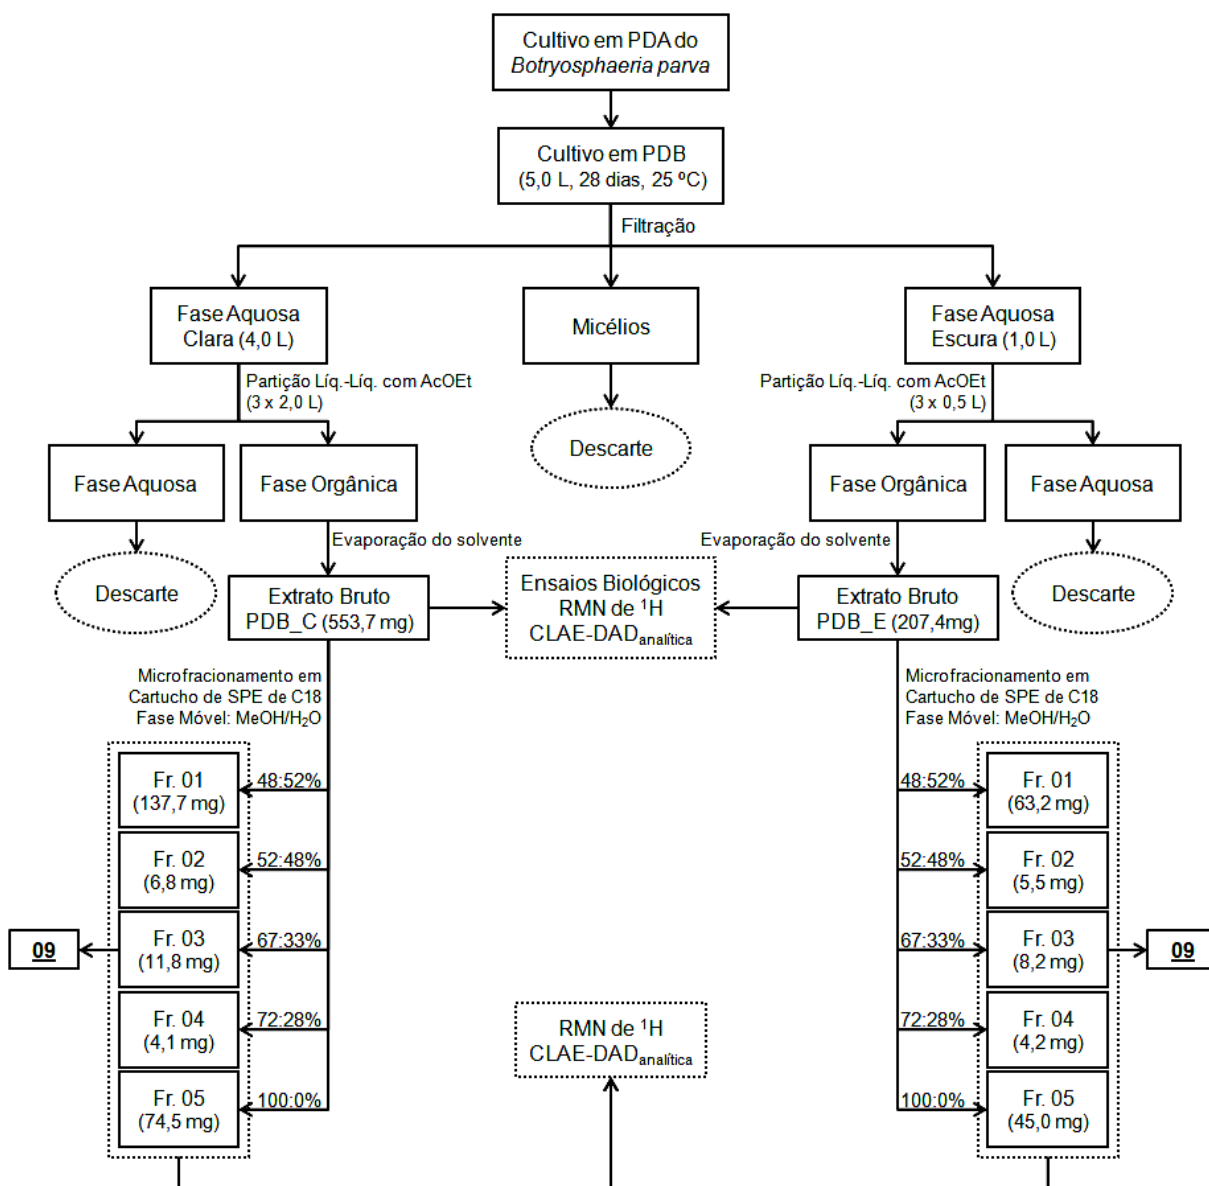 Cultivo em PDA do
Botryosphaeria parva
Cultivo em PDB
(5,0 L, 28 dias, 25 ºC)
Filtração
Fase Aquosa
Clara (4,0 L)
Micélios
Fase Aquosa
Escura (1,0 L)
Partição Líq.-Líq. com AcOEt
(3 x 2,0 L)
Partição Líq.-Líq. com AcOEt
(3 x 0,5 L)
Descarte
Fase Aquosa
Fase Orgânica
Fase Orgânica
Fase Aquosa
Evaporação do solvente
Evaporação do solvente
Descarte
Extrato Bruto
PDB_C (553,7 mg)
Ensaios Biológicos
RMN de ¹H
CLAE-DADanalítica
Extrato Bruto
PDB_E (207,4mg)
Descarte
Microfracionamento em
Cartucho de SPE de C18
Fase Móvel: MeOH/H₂O
Microfracionamento em
Cartucho de SPE de C18
Fase Móvel: MeOH/H₂O
Fr. 01
(137,7 mg)
48:52%
48:52%
Fr. 01
(63,2 mg)
Fr. 02
(6,8 mg)
52:48%
52:48%
Fr. 02
(5,5 mg)
09
Fr. 03
(11,8 mg)
67:33%
67:33%
Fr. 03
(8,2 mg)
09
Fr. 04
(4,1 mg)
72:28%
RMN de ¹H
CLAE-DADanalítica
72:28%
Fr. 04
(4,2 mg)
Fr. 05
(74,5 mg)
100:0%
100:0%
Fr. 05
(45,0 mg)